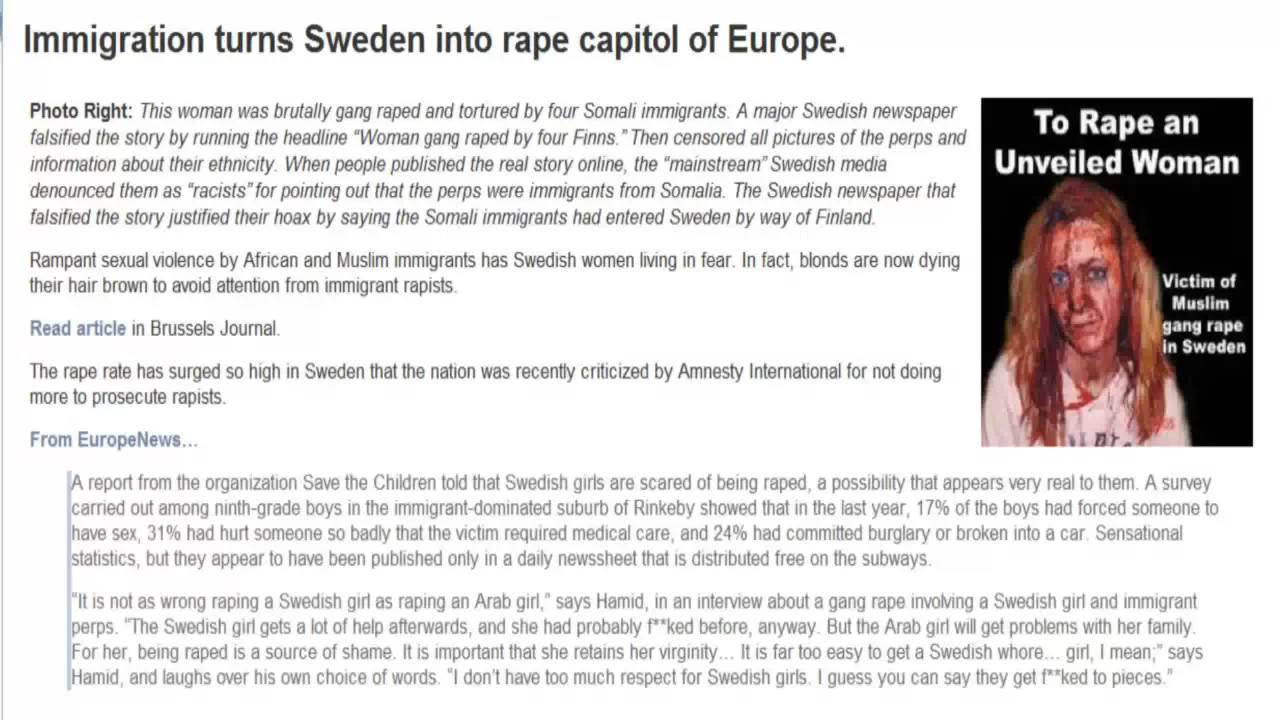 Immigration turns Sweden into rape capitol of Europe.
Photo Right: This woman was brutally gang raped and tortured by four Somali immigrants. A major Swedish newspaper
falsified the story by running the headline “Woman gang raped by four Finns.” Then censored all pictures of the perps and
information about their ethnicity. When people published the real story online, the “mainstream” Swedish media
denounced them as “racists” for pointing out that the perps were immigrants from Somalia. The Swedish newspaper that
falsified the story justified their hoax by saying the Somali immigrants had entered Sweden by way of Finland.
To Rape an
Unveiled Woman
Victim of
Muslim
gang rape
in Sweden
Rampant sexual violence by African and Muslim immigrants has Swedish women living in fear. In fact, blonds are now dying
their hair brown to avoid attention from immigrant rapists.
Read article in Brussels Journal.
The rape rate has surged so high in Sweden that the nation was recently criticized by Amnesty International for not doing
more to prosecute rapists.
From EuropeNews…
A report from the organization Save the Children told that Swedish girls are scared of being raped, a possibility that appears very real to them. A survey
carried out among ninth-grade boys in the immigrant-dominated suburb of Rinkeby showed that in the last year, 17% of the boys had forced someone to
have sex, 31% had hurt someone so badly that the victim required medical care, and 24% had committed burglary or broken into a car. Sensational
statistics, but they appear to have been published only in a daily newssheet that is distributed free on the subways.
“It is not as wrong raping a Swedish girl as raping an Arab girl,” says Hamid, in an interview about a gang rape involving a Swedish girl and immigrant
perps. “The Swedish girl gets a lot of help afterwards, and she had probably f**ked before, anyway. But the Arab girl will get problems with her family.
For her, being raped is a source of shame. It is important that she retains her virginity… It is far too easy to get a Swedish whore… girl, I mean;” says
Hamid, and laughs over his own choice of words. “I don’t have too much respect for Swedish girls. I guess you can say they get f**ked to pieces.”